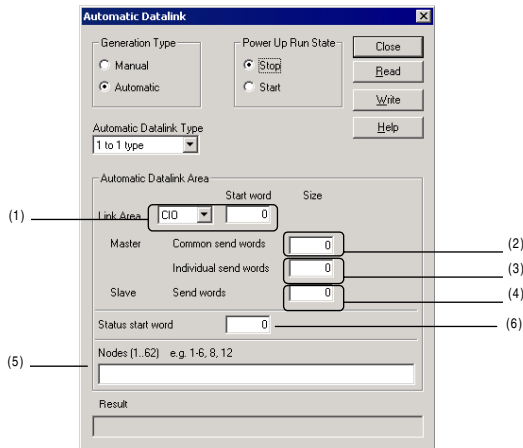 Automatic Datalink
Generation Type
Manual
Automatic
Power Up Run State
Stop
Start
Close
Read
Write
Help
Automatic Datalink Type
1 to 1 type
Automatic Datalink Area
Start word Size
(1) Link Area CIO 0
Master Common send words 0 (2)
Individual send words 0 (3)
Slave Send words 0 (4)
Status start word 0 (6)
Nodes (1..62) e.g. 1-6, 8, 12
(5)
Result